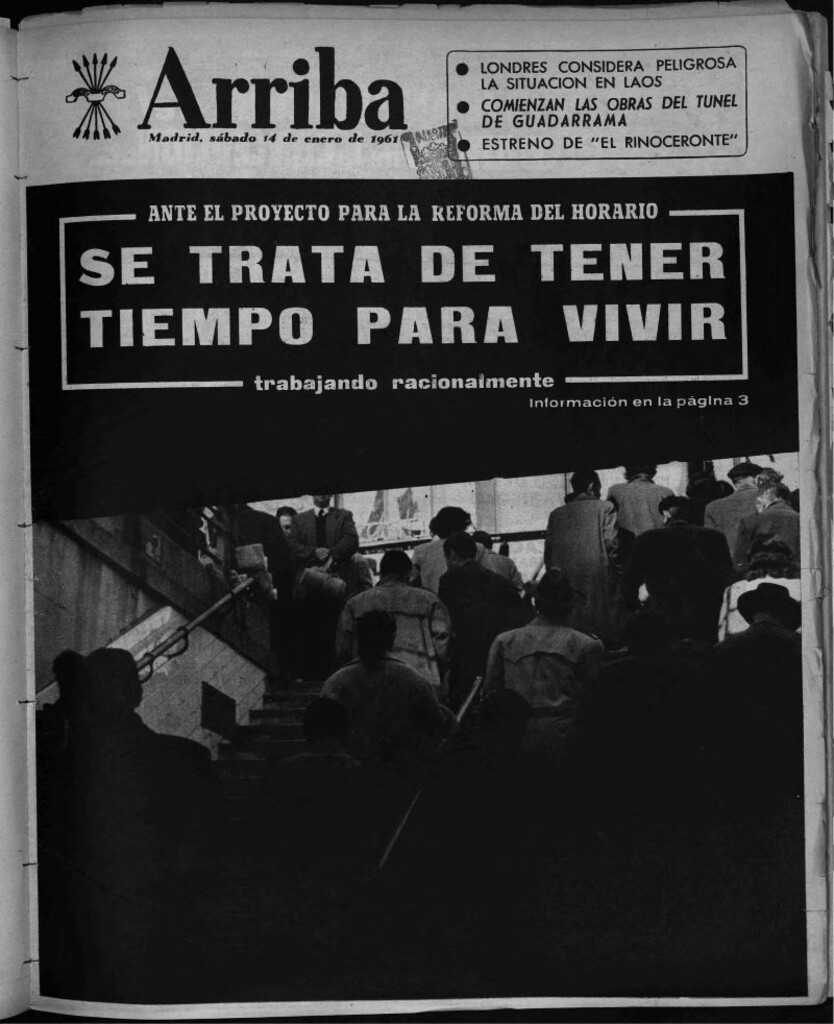 Arriba
Madrid, sábado 14 de enero de 1961
● LONDRES CONSIDERA PELIGROSA
LA SITUACION EN LAOS
● COMIENZAN LAS OBRAS DEL TUNEL
DE GUADARRAMA
● ESTRENO DE "EL RINOCERONTE"
ANTE EL PROYECTO PARA LA REFORMA DEL HORARIO
SE TRATA DE TENER
TIEMPO PARA VIVIR
trabajando racionalmente
Información en la página 3